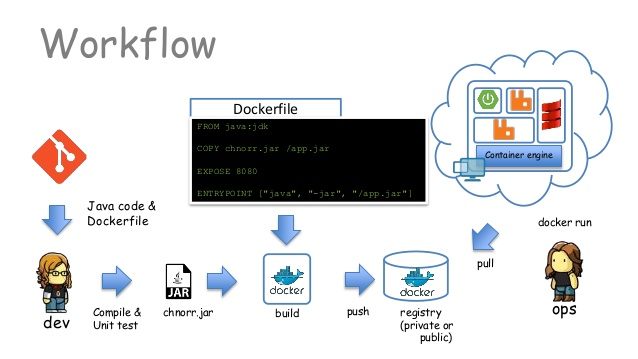 Workflow
Dockerfile
FROM java:jdk
COPY chnorr.jar /app.jar
EXPOSE 8080
ENTRYPOINT ["java", "-jar", "/app.jar"]
Container engine
Java code &
Dockerfile
docker run
pull
dev
Compile &
Unit test
JAR
chnorr.jar
docker
build
push
docker
registry
(private or
public)
ops